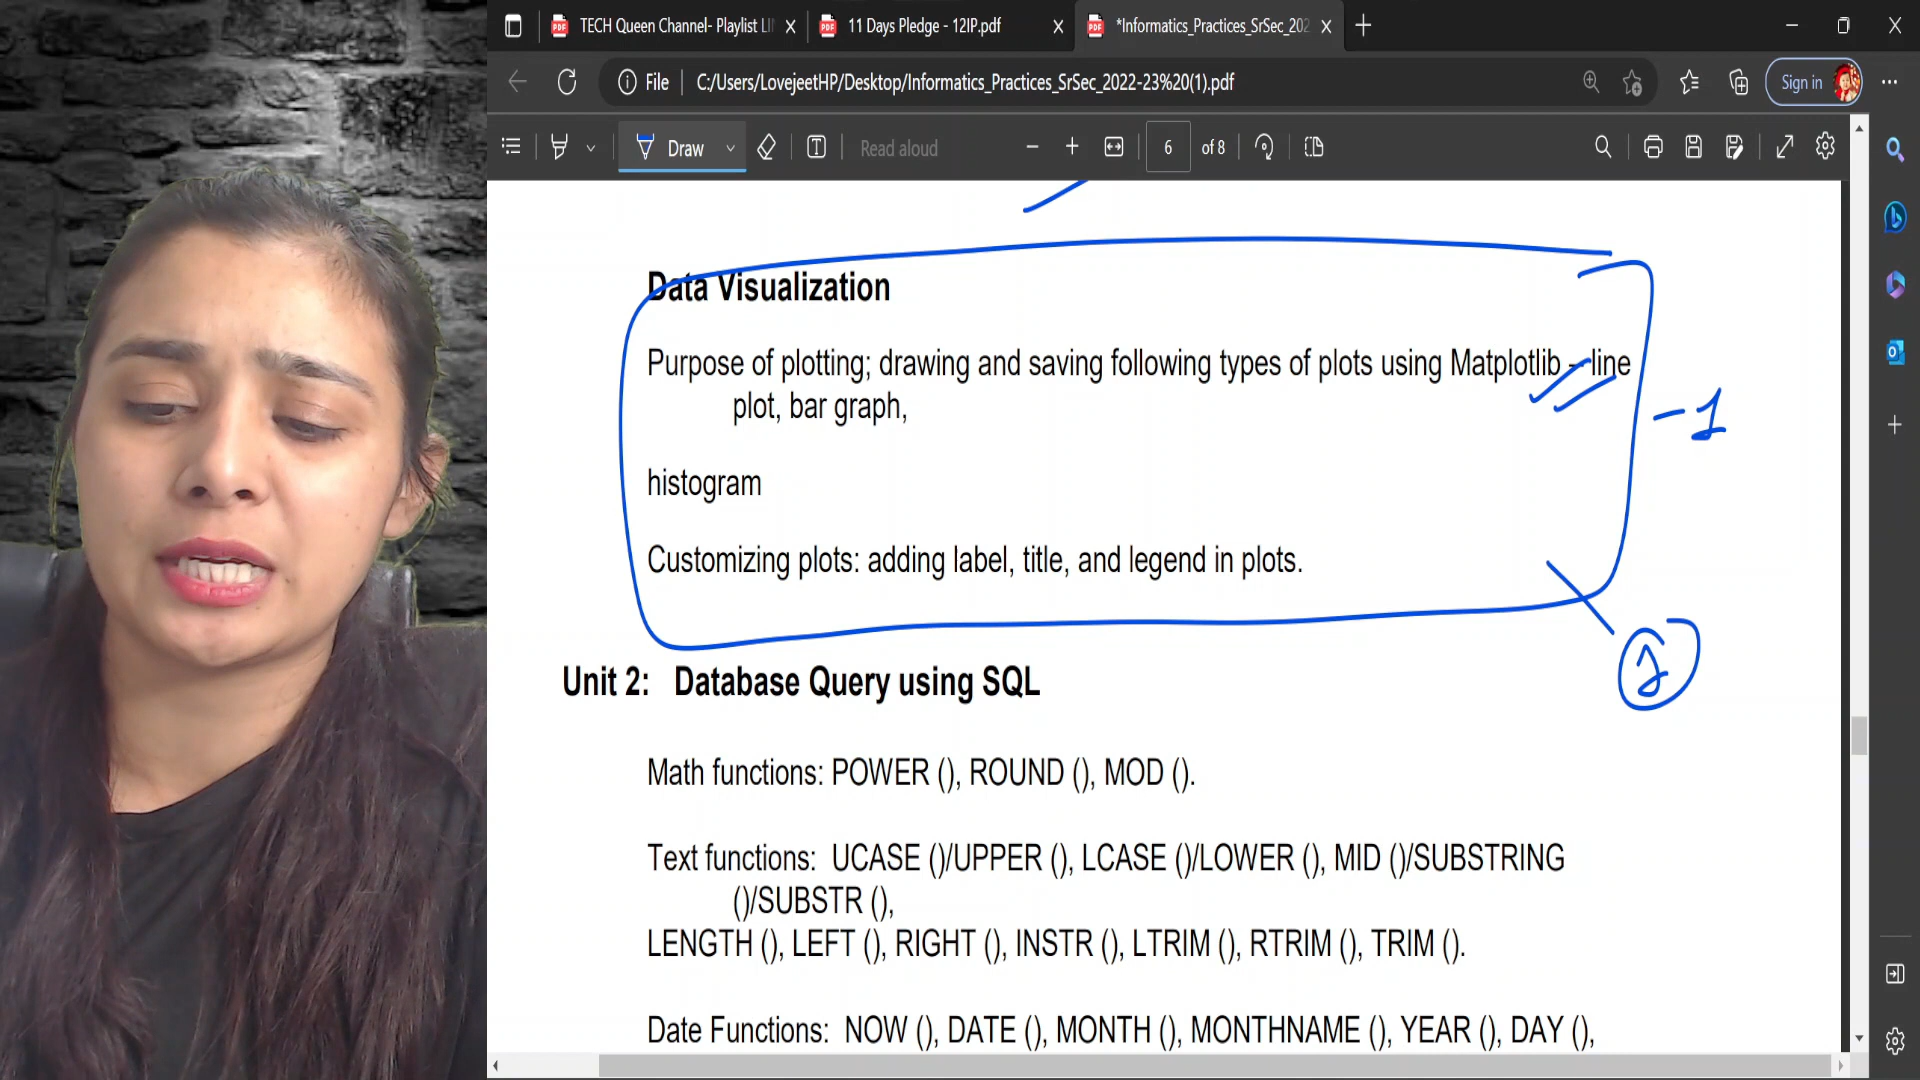 TECH Queen Channel- Playlist LI
11 Days Pledge - 12IP.pdf
*Informatics_Practices_SrSec_202
File
C:/Users/LovejeetHP/Desktop/Informatics_Practices_SrSec_2022-23%20(1).pdf
Sign in
Draw
Read aloud
6
of 8
Data Visualization
Purpose of plotting; drawing and saving following types of plots using Matplotlib – line
plot, bar graph,
-1
histogram
Customizing plots: adding label, title, and legend in plots.
Unit 2: Database Query using SQL
Math functions: POWER (), ROUND (), MOD ().
Text functions: UCASE ()/UPPER (), LCASE ()/LOWER (), MID ()/SUBSTRING
()/SUBSTR (),
LENGTH (), LEFT (), RIGHT (), INSTR (), LTRIM (), RTRIM (), TRIM ().
Date Functions: NOW (), DATE (), MONTH (), MONTHNAME (), YEAR (), DAY (),